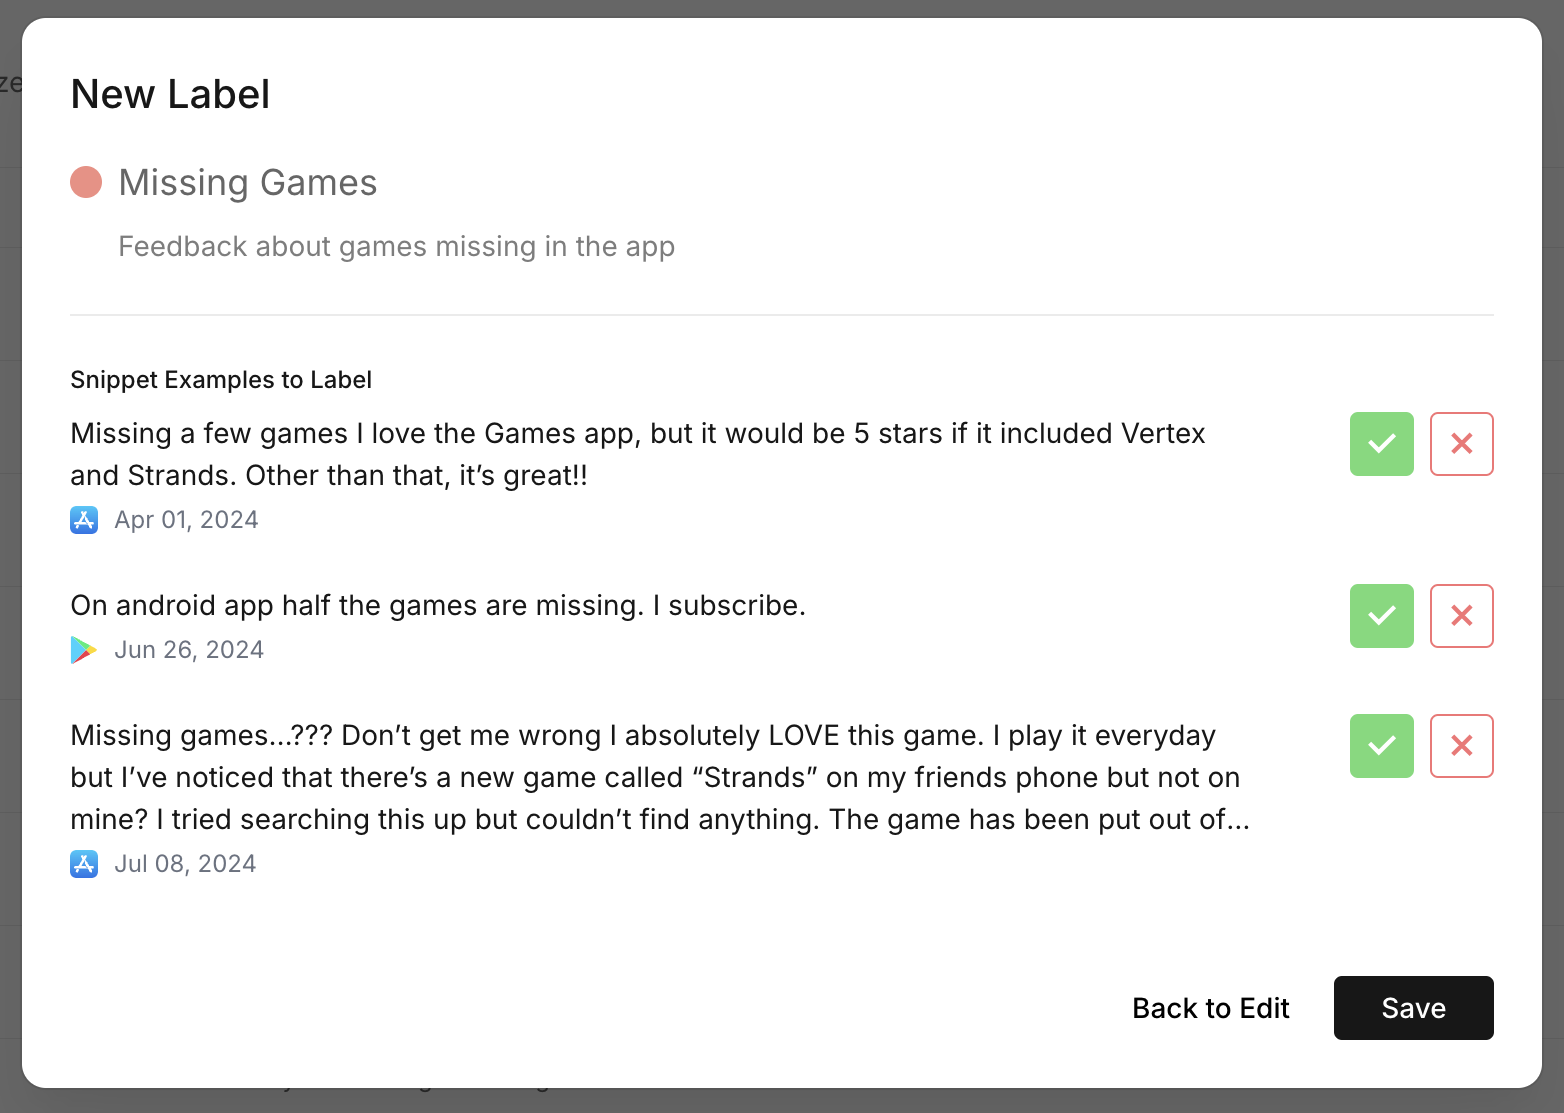 ze
New Label
Missing Games
Feedback about games missing in the app
Snippet Examples to Label
Missing a few games I love the Games app, but it would be 5 stars if it included Vertex
and Strands. Other than that, it’s great!!
Apr 01, 2024
On android app half the games are missing. I subscribe.
Jun 26, 2024
Missing games...??? Don’t get me wrong I absolutely LOVE this game. I play it everyday
but I’ve noticed that there’s a new game called “Strands” on my friends phone but not on
mine? I tried searching this up but couldn’t find anything. The game has been put out of...
Jul 08, 2024
Back to Edit
Save